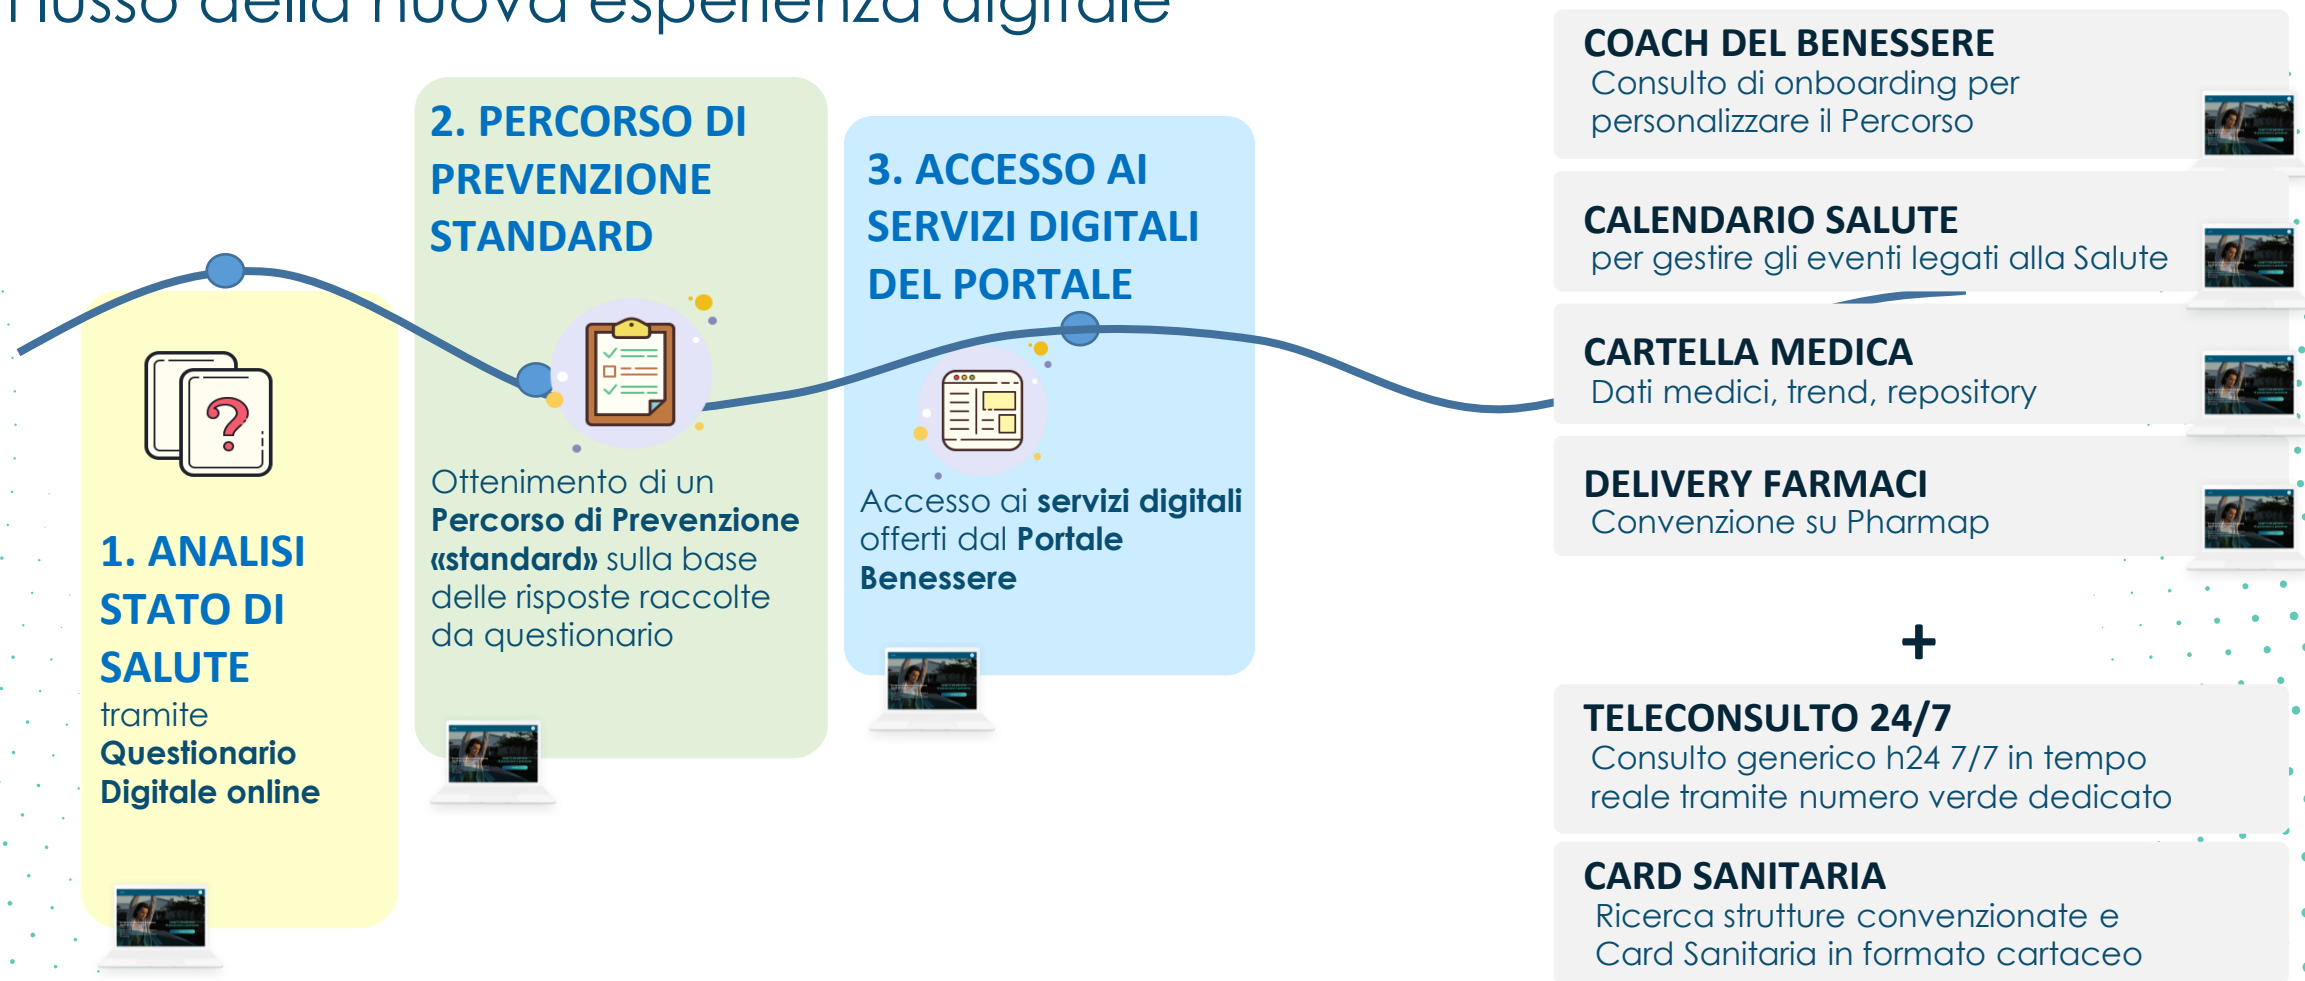 flusso della nuova esperienza digitale
1. ANALISI
STATO DI
SALUTE
tramite
Questionario
Digitale online
2. PERCORSO DI
PREVENZIONE
STANDARD
Ottenimento di un
Percorso di Prevenzione
«standard» sulla base
delle risposte raccolte
da questionario
3. ACCESSO AI
SERVIZI DIGITALI
DEL PORTALE
Accesso ai servizi digitali
offerti dal Portale
Benessere
COACH DEL BENESSERE
Consulto di onboarding per
personalizzare il Percorso
CALENDARIO SALUTE
per gestire gli eventi legati alla Salute
CARTELLA MEDICA
Dati medici, trend, repository
DELIVERY FARMACI
Convenzione su Pharmap
+
TELECONSULTO 24/7
Consulto generico h24 7/7 in tempo
reale tramite numero verde dedicato
CARD SANITARIA
Ricerca strutture convenzionate e
Card Sanitaria in formato cartaceo